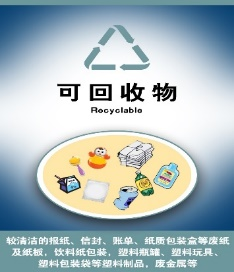 可回收物
Recyclable
较清洁的报纸、信封、账单、纸质包装盒等废纸
及纸板，饮料纸包装，塑料瓶罐、塑料玩具、
塑料包装袋等塑料制品，废金属等